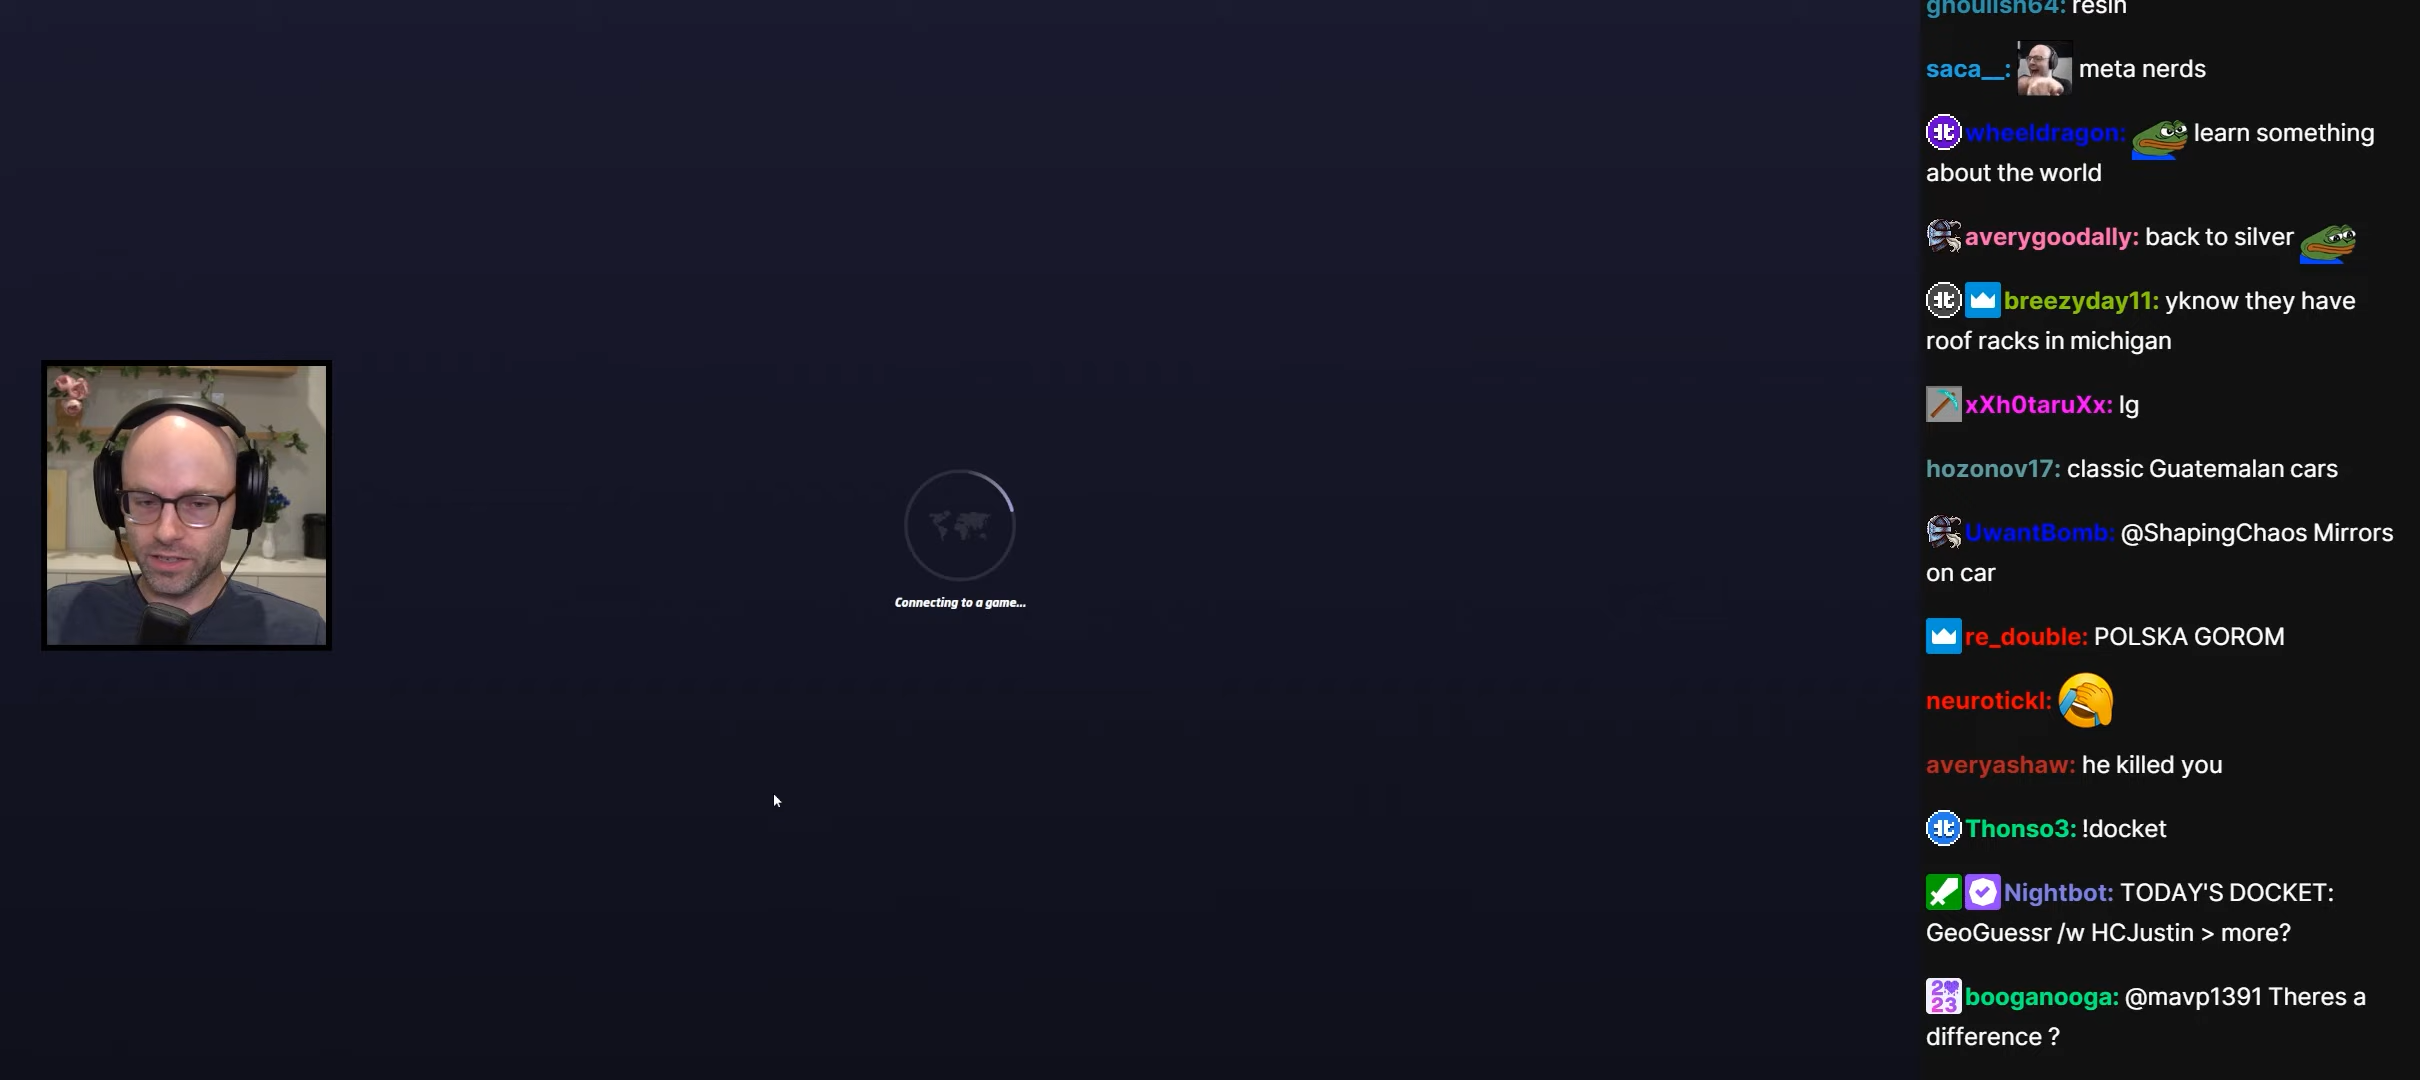 Connecting to a game...
ghoulish64: resin
saca__: meta nerds
wheeldragon: learn something
about the world
averygoodally: back to silver
breezyday11: yknow they have
roof racks in michigan
xXh0taruXx: lg
hozonov17: classic Guatemalan cars
UwantBomb: @ShapingChaos Mirrors
on car
re_double: POLSKA GOROM
neurotickl:
averyashaw: he killed you
Thonso3: !docket
Nightbot: TODAY'S DOCKET:
GeoGuessr /w HCJustin > more?
booganooga: @mavp1391 Theres a
difference ?